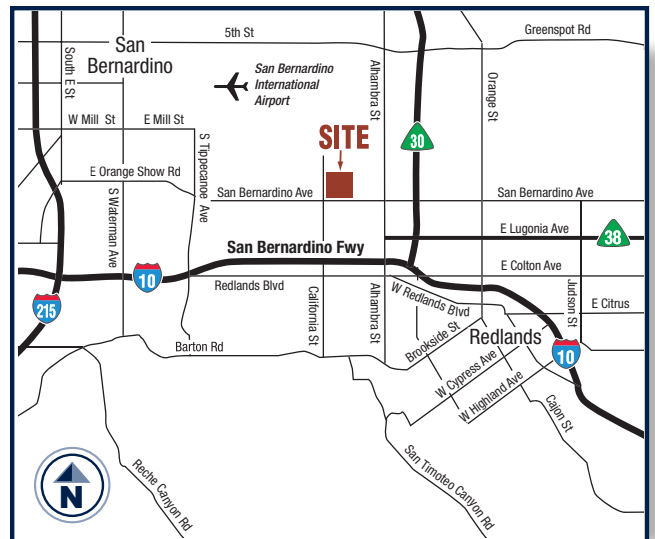 5th St
Greenspot Rd
San
Bernardino
South E St
San Bernardino
International
Airport
Alhambra St
Orange St
W Mill St
E Mill St
S Tippecanoe Ave
SITE
30
E Orange Show Rd
S Waterman Ave
San Bernardino Ave
San Bernardino Ave
E Lugonia Ave
38
San Bernardino Fwy
E Colton Ave
10
Redlands Blvd
W Redlands Blvd
Judson St
E Citrus
215
California St
Alhambra St
Brookside St
Redlands
Barton Rd
10
W Cypress Ave
W Highland Ave
Cajon St
N
Reche Canyon Rd
San Timoteo Canyon Rd